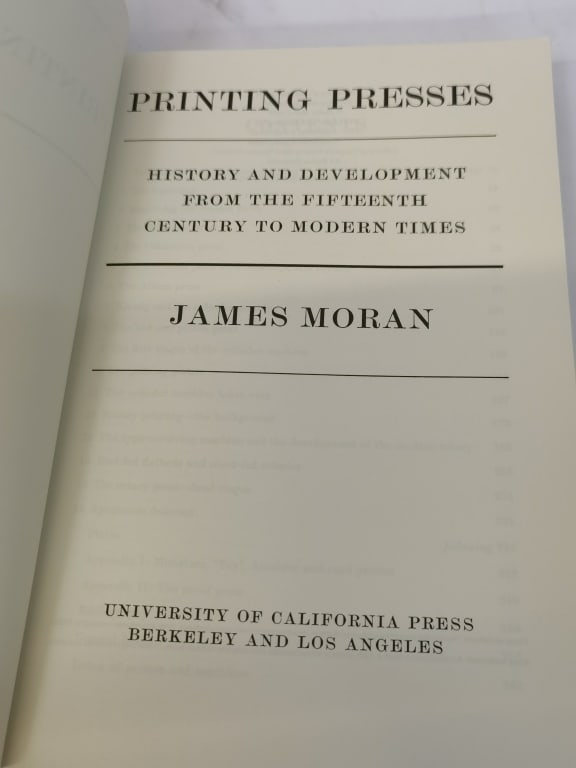 PRINTING PRESSES
HISTORY AND DEVELOPMENT
FROM THE FIFTEENTH
CENTURY TO MODERN TIMES
JAMES MORAN
UNIVERSITY OF CALIFORNIA PRESS
BERKELEY AND LOS ANGELES